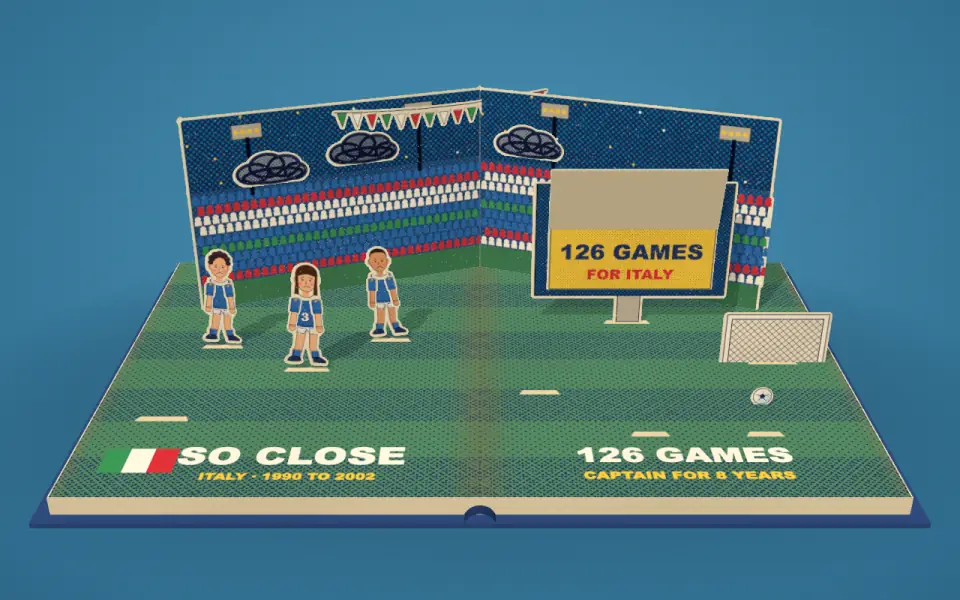 126 GAMES
FOR ITALY
3
SO CLOSE
ITALY · 1990 TO 2002
126 GAMES
CAPTAIN FOR 8 YEARS